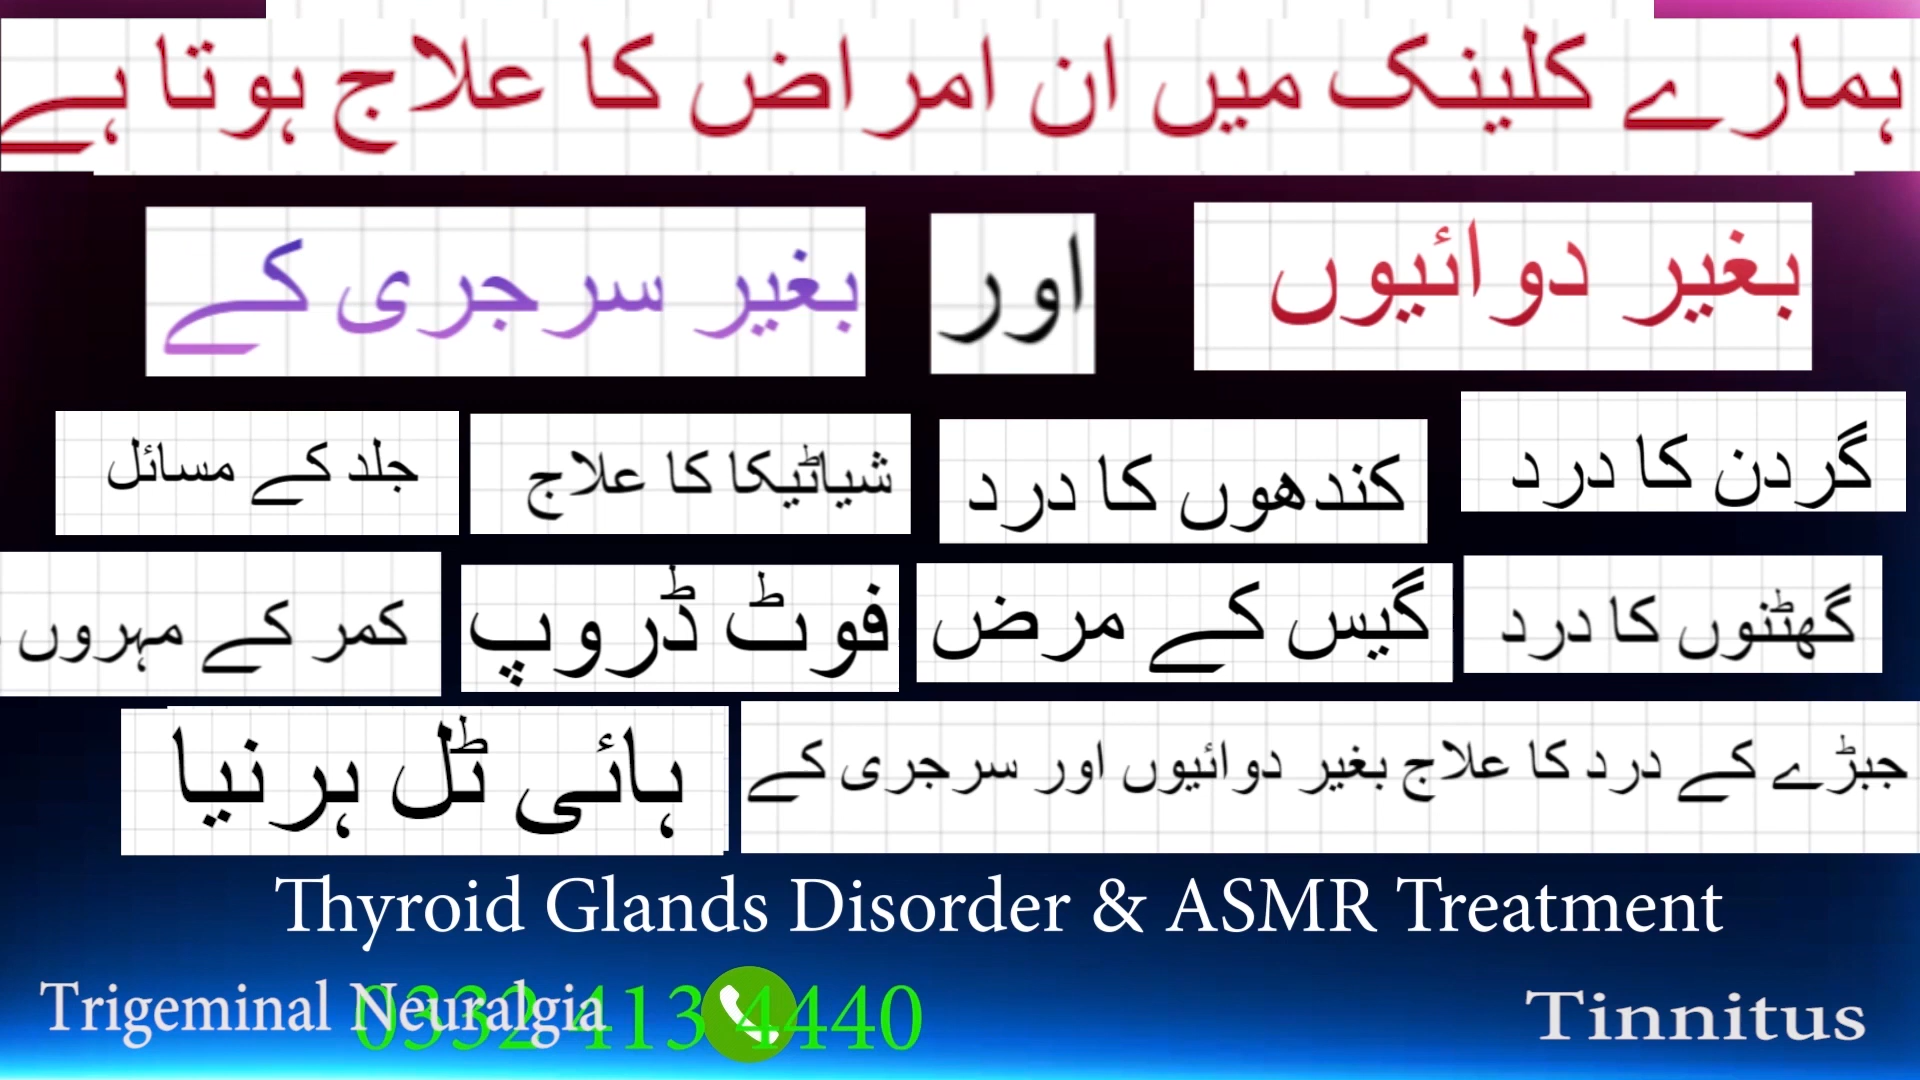 ہمارے کلینک میں ان امراض کا علاج ہوتا ہے
بغیر دوائیوں اور بغیر سرجری کے
گردن کا درد
کندھوں کا درد
شیاٹیکا کا علاج
جلد کے مسائل
گھٹنوں کا درد
گیس کے مرض
فوٹ ڈروپ
کمر کے مہروں
جبڑے کے درد کا علاج بغیر دوائیوں اور سرجری کے
ہائی ٹل ہرنیا
Thyroid Glands Disorder & ASMR Treatment
Trigeminal Neuralgia
0332 413 4440
Tinnitus